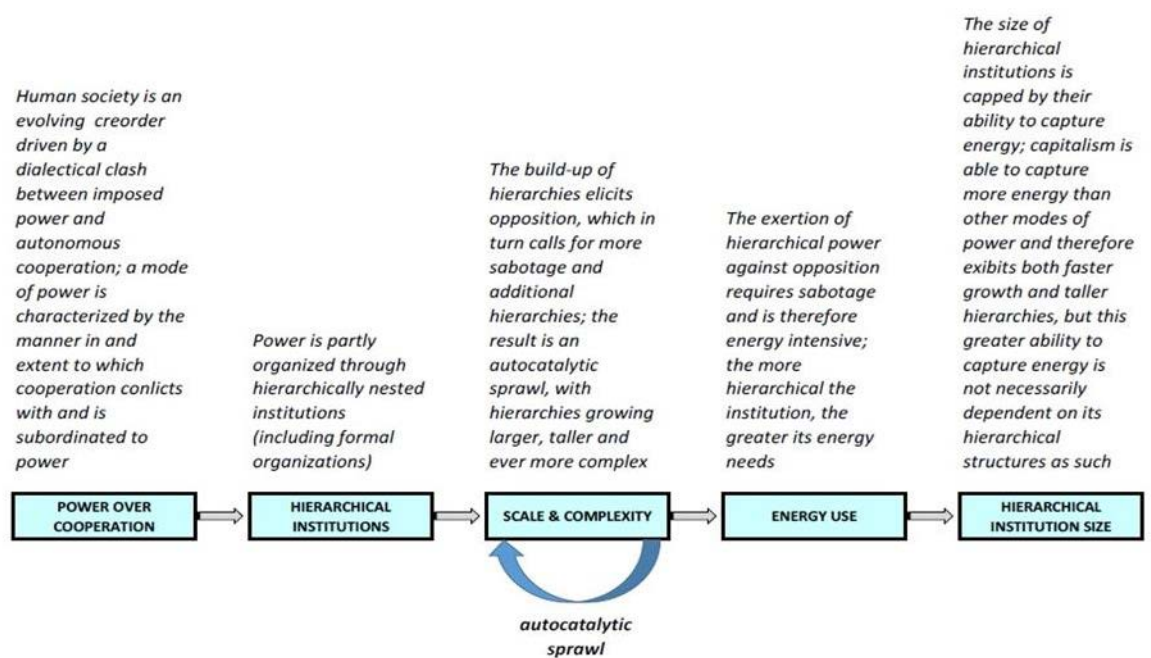 Human society is an
evolving creorder
driven by a
dialectical clash
between imposed
power and
autonomous
cooperation; a mode
of power is
characterized by the
manner in and
extent to which
cooperation conlicts
with and is
subordinated to
power
POWER OVER
COOPERATION
Power is partly
organized through
hierarchically nested
institutions
(including formal
organizations)
HIERARCHICAL
INSTITUTIONS
The build-up of
hierarchies elicits
opposition, which in
turn calls for more
sabotage and
additional
hierarchies; the
result is an
autocatalytic
sprawl, with
hierarchies growing
larger, taller and
ever more complex
SCALE & COMPLEXITY
autocatalytic
sprawl
The exertion of
hierarchical power
against opposition
requires sabotage
and is therefore
energy intensive;
the more
hierarchical the
institution, the
greater its energy
needs
ENERGY USE
The size of
hierarchical
institutions is
capped by their
ability to capture
energy; capitalism is
able to capture
more energy than
other modes of
power and therefore
exibits both faster
growth and taller
hierarchies, but this
greater ability to
capture energy is
not necessarily
dependent on its
hierarchical
structures as such
HIERARCHICAL
INSTITUTION SIZE